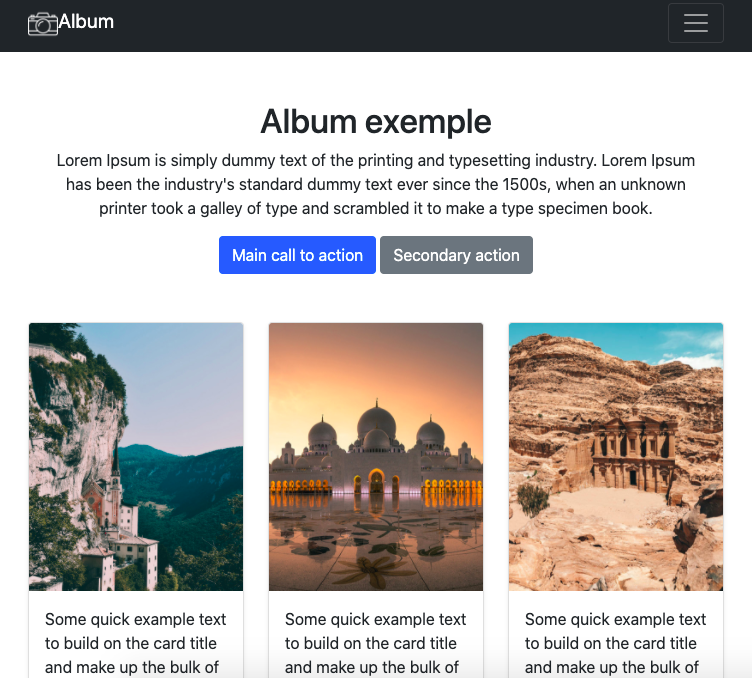 Album
Album exemple
Lorem Ipsum is simply dummy text of the printing and typesetting industry. Lorem Ipsum
has been the industry's standard dummy text ever since the 1500s, when an unknown
printer took a galley of type and scrambled it to make a type specimen book.
Main call to action
Secondary action
Some quick example text
to build on the card title
and make up the bulk of
Some quick example text
to build on the card title
and make up the bulk of
Some quick example text
to build on the card title
and make up the bulk of